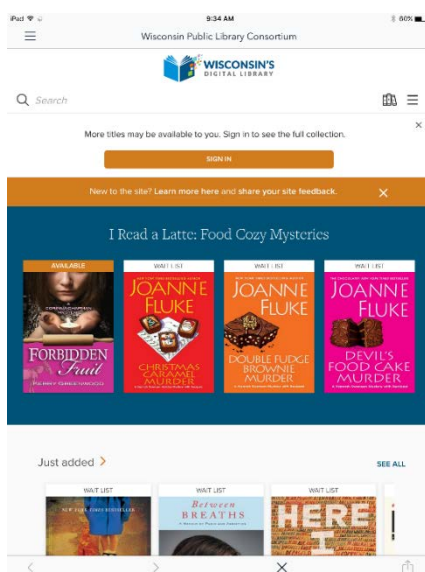 iPad
9:34 AM
60%
Wisconsin Public Library Consortium
WISCONSIN'S
DIGITAL LIBRARY
Search
More titles may be available to you. Sign in to see the full collection.
SIGN IN
New to the site? Learn more here and share your site feedback.
I Read a Latte: Food Cozy Mysteries
AVAILABLE
WAIT LIST
WAIT LIST
WAIT LIST
FORBIDDEN
Fruit
KERRY GREENWOOD
JOANNE
FLUKE
CHRISTMAS
CARAMEL
MURDER
JOANNE
FLUKE
DOUBLE FUDGE
BROWNIE
MURDER
JOANNE
FLUKE
DEVIL'S
FOOD CAKE
MURDER
Just added >
SEE ALL
WAIT LIST
WAIT LIST
WAIT LIST
NEW YORK TIMES BESTSELLER
Between
BREATHS
HERE
I